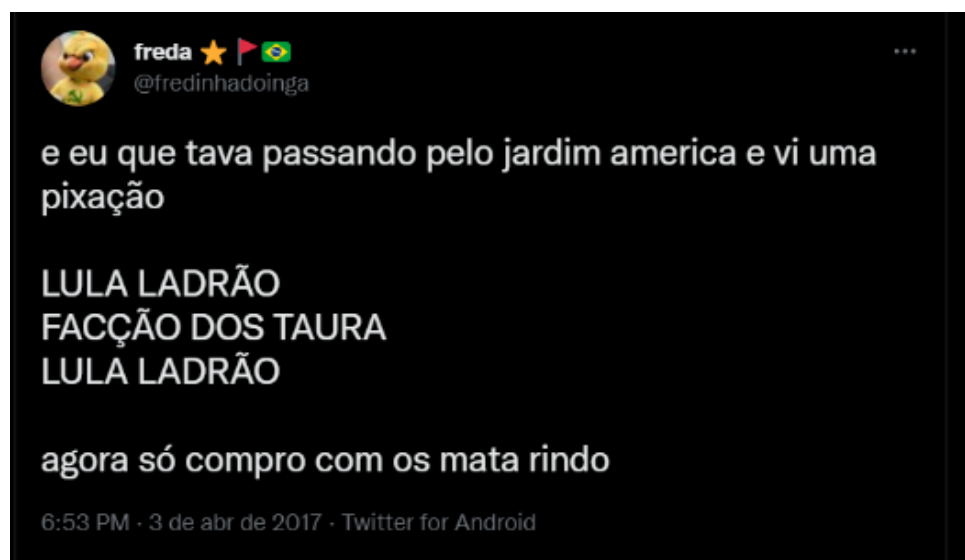 freda ⭐ 🚩🇧🇷
@fredinhadoinga
e eu que tava passando pelo jardim america e vi uma
pixação
LULA LADRÃO
FACÇÃO DOS TAURA
LULA LADRÃO
agora só compro com os mata rindo
6:53 PM · 3 de abr de 2017 · Twitter for Android